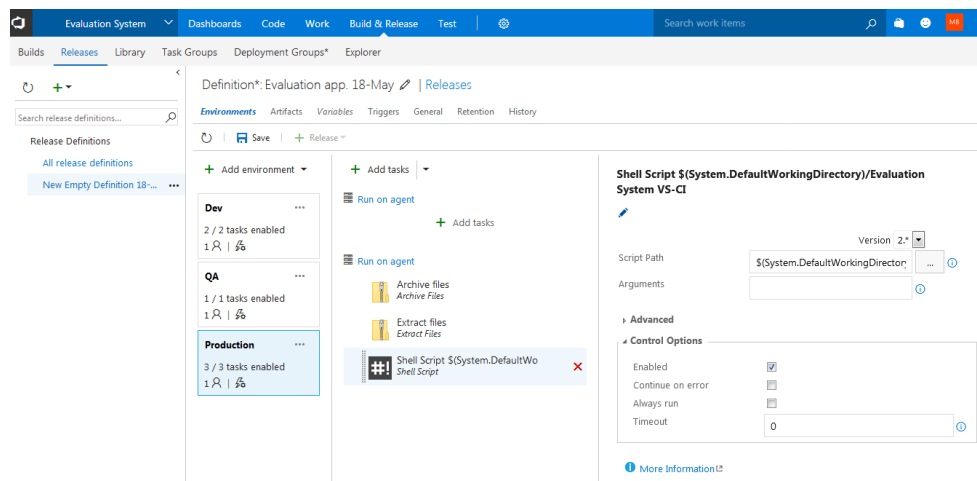 Evaluation System Dashboards Code Work Build & Release Test Search work items MB
Builds Releases Library Task Groups Deployment Groups* Explorer
Definition*: Evaluation app. 18-May | Releases
Search release definitions...
Environments Artifacts Variables Triggers General Retention History
Save Release
Release Definitions
All release definitions
New Empty Definition 18-... ...
Add environment
Dev ...
2 / 2 tasks enabled
1
QA ...
1 / 1 tasks enabled
1
Production ...
3 / 3 tasks enabled
1
Add tasks
Run on agent
Add tasks
Run on agent
Archive files
Archive Files
Extract files
Extract Files
#! Shell Script $(System.DefaultWo
Shell Script
Shell Script $(System.DefaultWorkingDirectory)/Evaluation
System VS-CI
Version 2.*
Script Path $(System.DefaultWorkingDirectory ...
Arguments
Advanced
Control Options
Enabled
Continue on error
Always run
Timeout 0
More Information